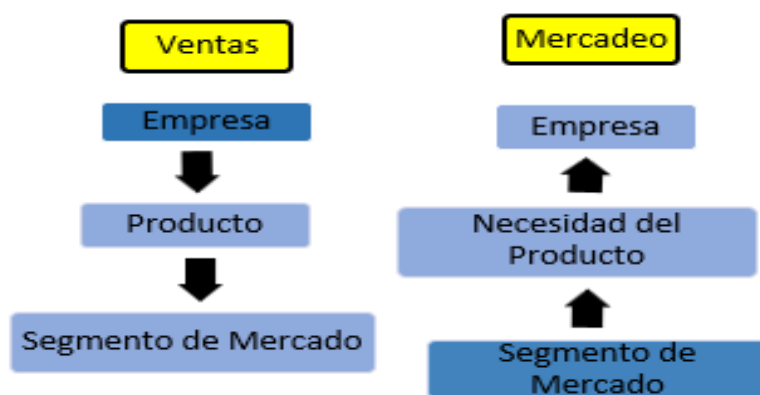 Ventas
Empresa
Producto
Segmento de Mercado
Mercadeo
Empresa
Necesidad del
Producto
Segmento de
Mercado